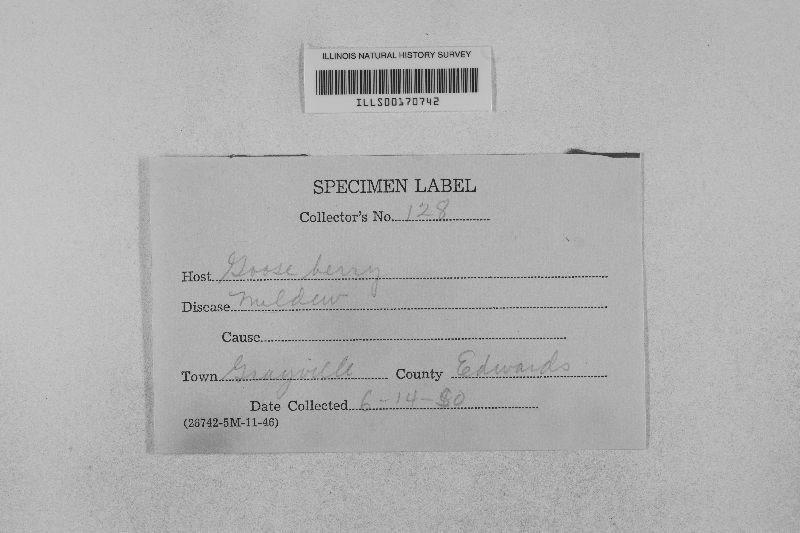 ILLINOIS NATURAL HISTORY SURVEY
ILLS00170742
SPECIMEN LABEL
Collector's No. 128
Host Gooseberry
Disease Mildew
Cause
Town Grayville County Edwards
Date Collected 6-14-50
(26742-5M-11-46)